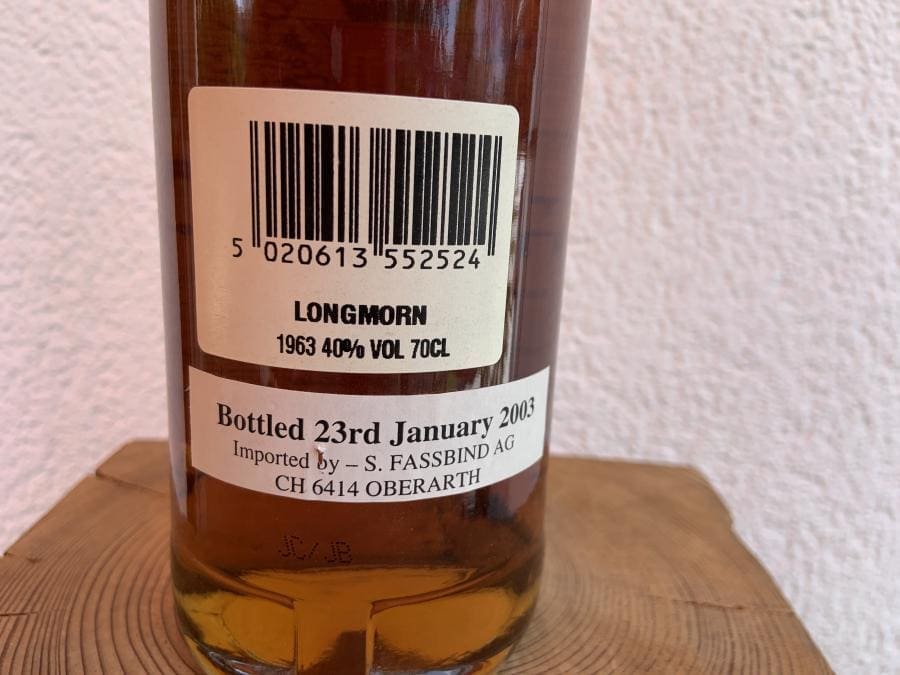 5 020613 552524
LONGMORN
1963 40% VOL 70CL
Bottled 23rd January 2003
Imported by – S. FASSBIND AG
CH 6414 OBERARTH
JC/JB